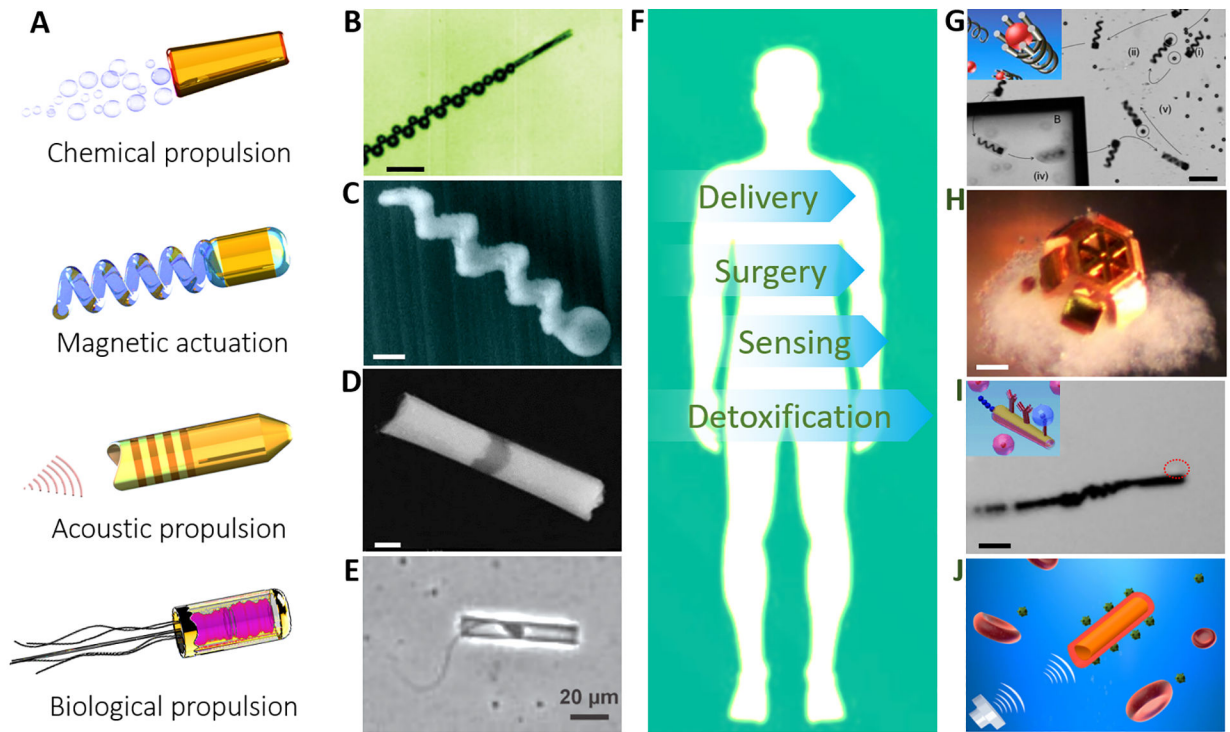 A
Chemical propulsion
Magnetic actuation
Acoustic propulsion
Biological propulsion
B
C
D
E
20 µm
F
Delivery
Surgery
Sensing
Detoxification
G
(ii)
(i)
(v)
B
(iv)
H
I
J